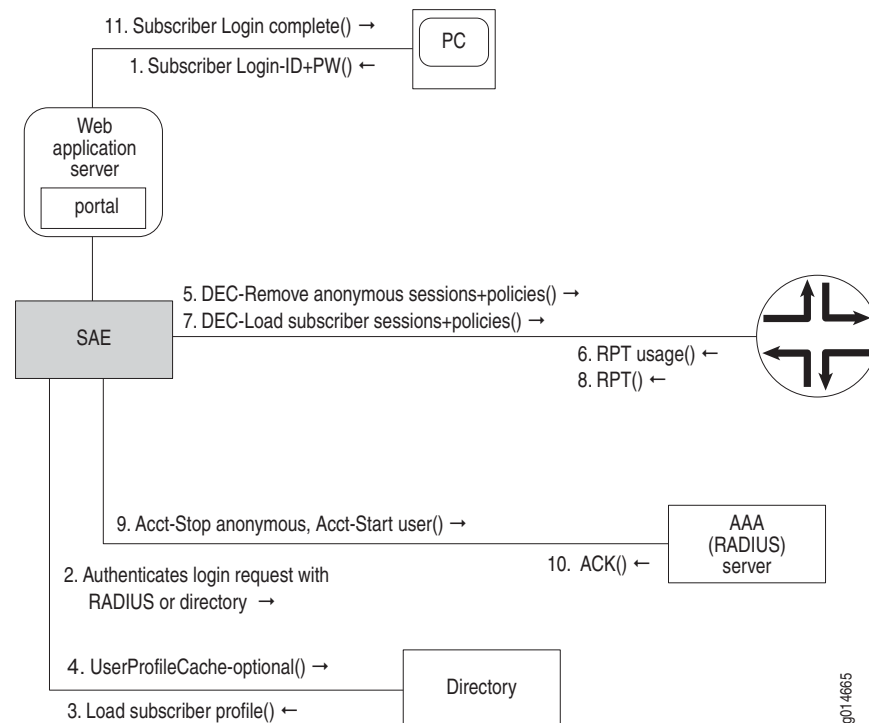 11. Subscriber Login complete() →
PC
1. Subscriber Login-ID+PW() ←
Web
application
server
portal
5. DEC-Remove anonymous sessions+policies() →
7. DEC-Load subscriber sessions+policies() →
SAE
6. RPT usage() ←
8. RPT() ←
9. Acct-Stop anonymous, Acct-Start user() →
AAA
(RADIUS)
server
10. ACK() ←
2. Authenticates login request with
RADIUS or directory →
4. UserProfileCache-optional() →
Directory
3. Load subscriber profile() ←
g014665